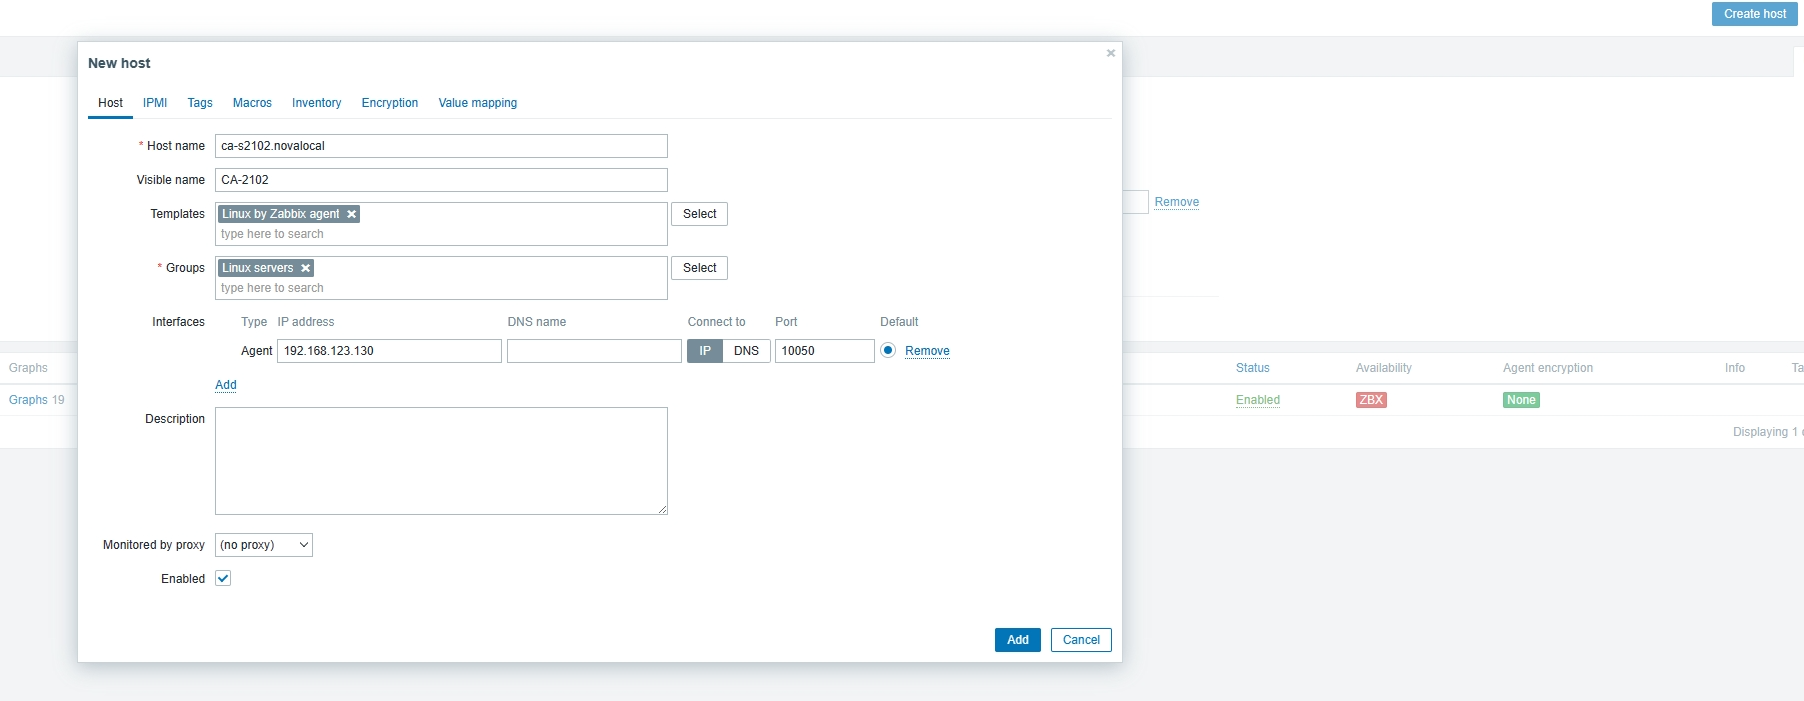 Create host
New host
Host IPMI Tags Macros Inventory Encryption Value mapping
* Host name ca-s2102.novalocal
Visible name CA-2102
Templates Linux by Zabbix agent Select
type here to search
Remove
* Groups Linux servers Select
type here to search
Interfaces Type IP address DNS name Connect to Port Default
Agent 192.168.123.130 IP DNS 10050 Remove
Graphs Status Availability Agent encryption Info Ta
Add
Graphs 19 Enabled ZBX None
Description
Displaying 1
Monitored by proxy (no proxy)
Enabled
Add Cancel